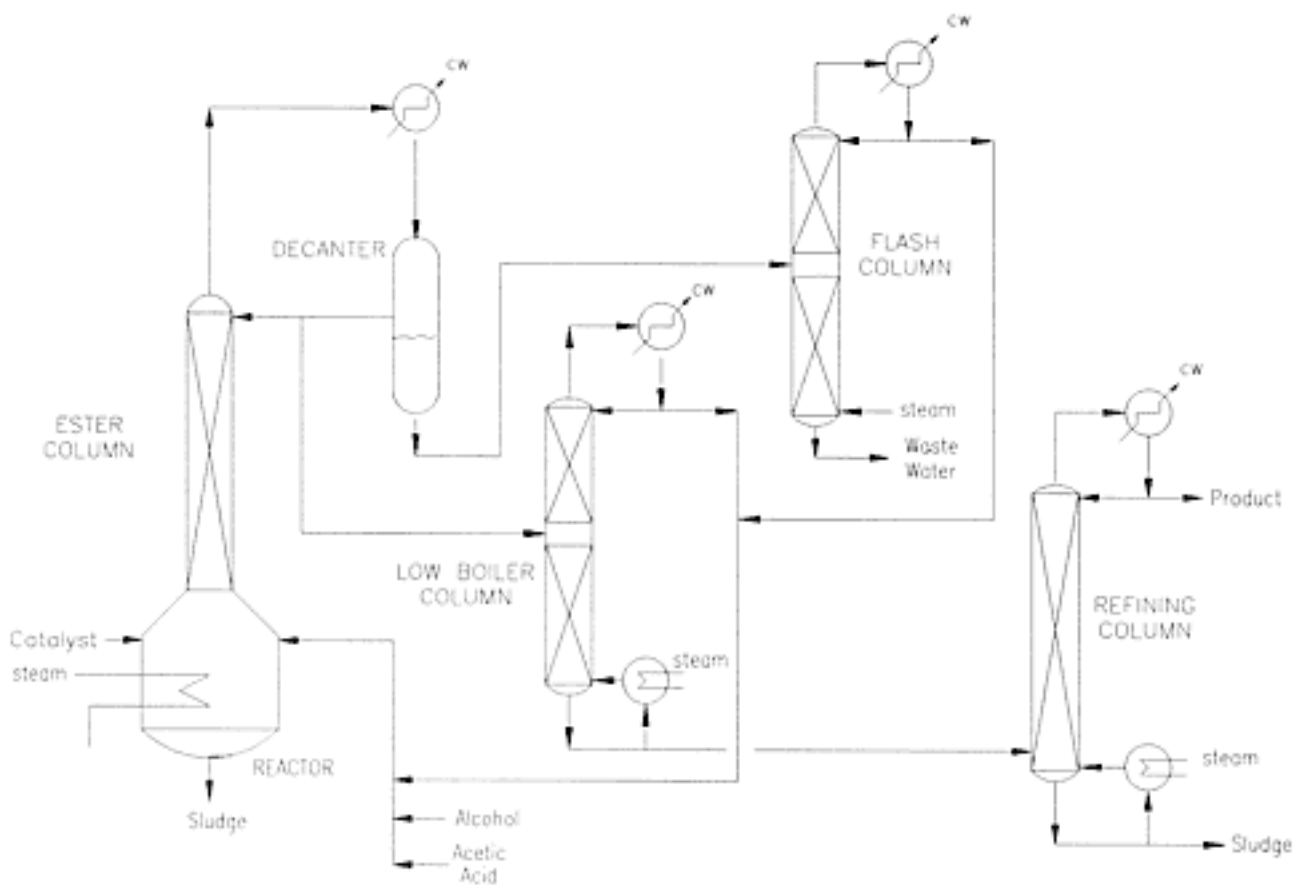 CW
CW
DECANTER
FLASH
COLUMN
CW
CW
ESTER
COLUMN
steam
Waste
Water
Product
LOW BOILER
COLUMN
REFINING
COLUMN
Catalyst
steam
steam
steam
REACTOR
Sludge
Alcohol
Sludge
Acetic
Acid